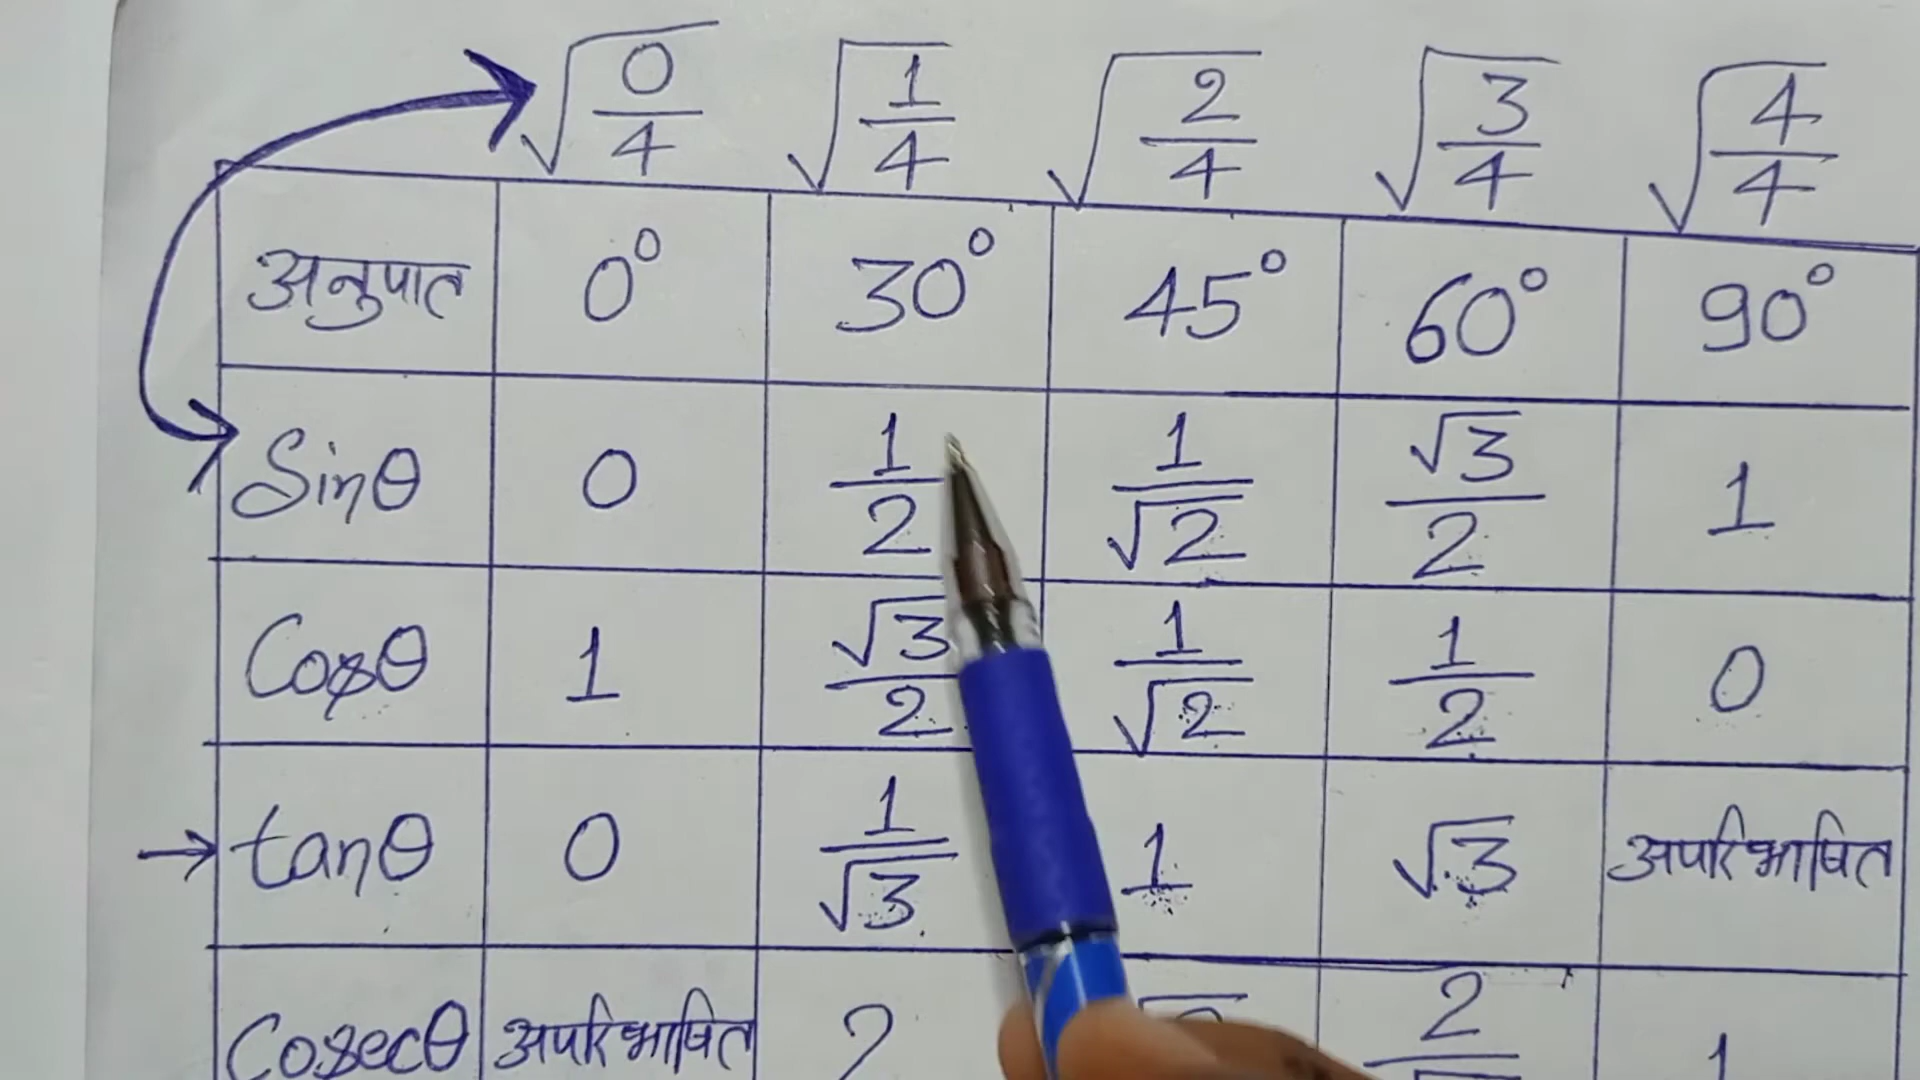 √0/4 √1/4 √2/4 √3/4 √4/4
अनुपात 0° 30° 45° 60° 90°
Sinθ 0 1/2 1/√2 √3/2 1
Cosθ 1 √3/2 1/√2 1/2 0
tanθ 0 1/√3 1 √3 अपरिभाषित
Cosecθ अपरिभाषित 2 2 1